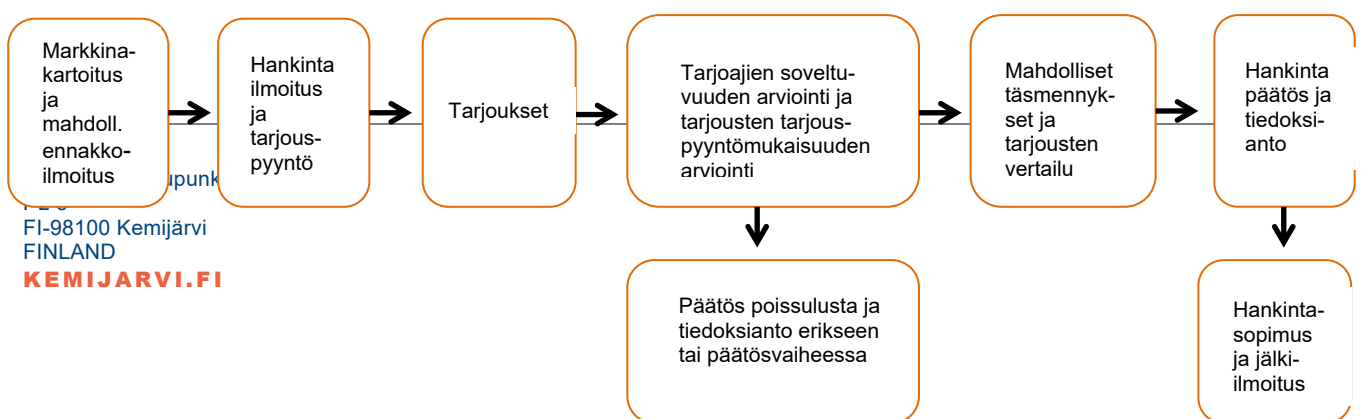 Markkina-
kartoitus
ja
mahdoll.
ennakko-
ilmoitus
Hankinta
ilmoitus
ja
tarjous-
pyyntö
Tarjoukset
Tarjoajien soveltu-
vuuden arviointi ja
tarjousten tarjous-
pyyntömukaisuuden
arviointi
Mahdolliset
täsmennyk-
set ja
tarjousten
vertailu
Hankinta
päätös ja
tiedoksi-
anto
Päätös poissulusta ja
tiedoksianto erikseen
tai päätösvaiheessa
Hankinta-
sopimus
ja jälki-
ilmoitus
FI-98100 Kemijärvi
FINLAND
KEMIJARVI.FI